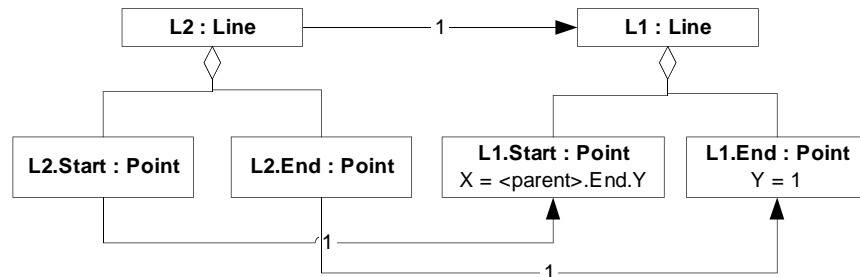 L2 : Line
1
L1 : Line
L2.Start : Point
L2.End : Point
L1.Start : Point
X = <parent>.End.Y
L1.End : Point
Y = 1
1
1